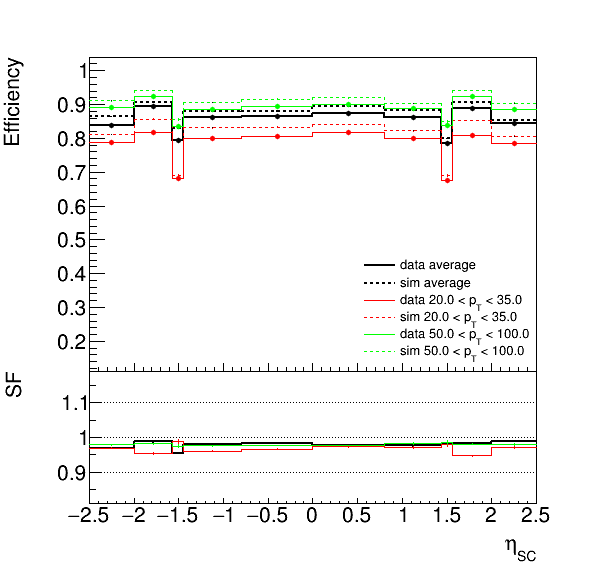 Efficiency
1
0.9
0.8
0.7
0.6
0.5
0.4
0.3
0.2
data average
sim average
data 20.0 < p_T < 35.0
sim 20.0 < p_T < 35.0
data 50.0 < p_T < 100.0
sim 50.0 < p_T < 100.0
SF
1.1
1
0.9
−2.5 −2 −1.5 −1 −0.5 0 0.5 1 1.5 2 2.5
η_SC